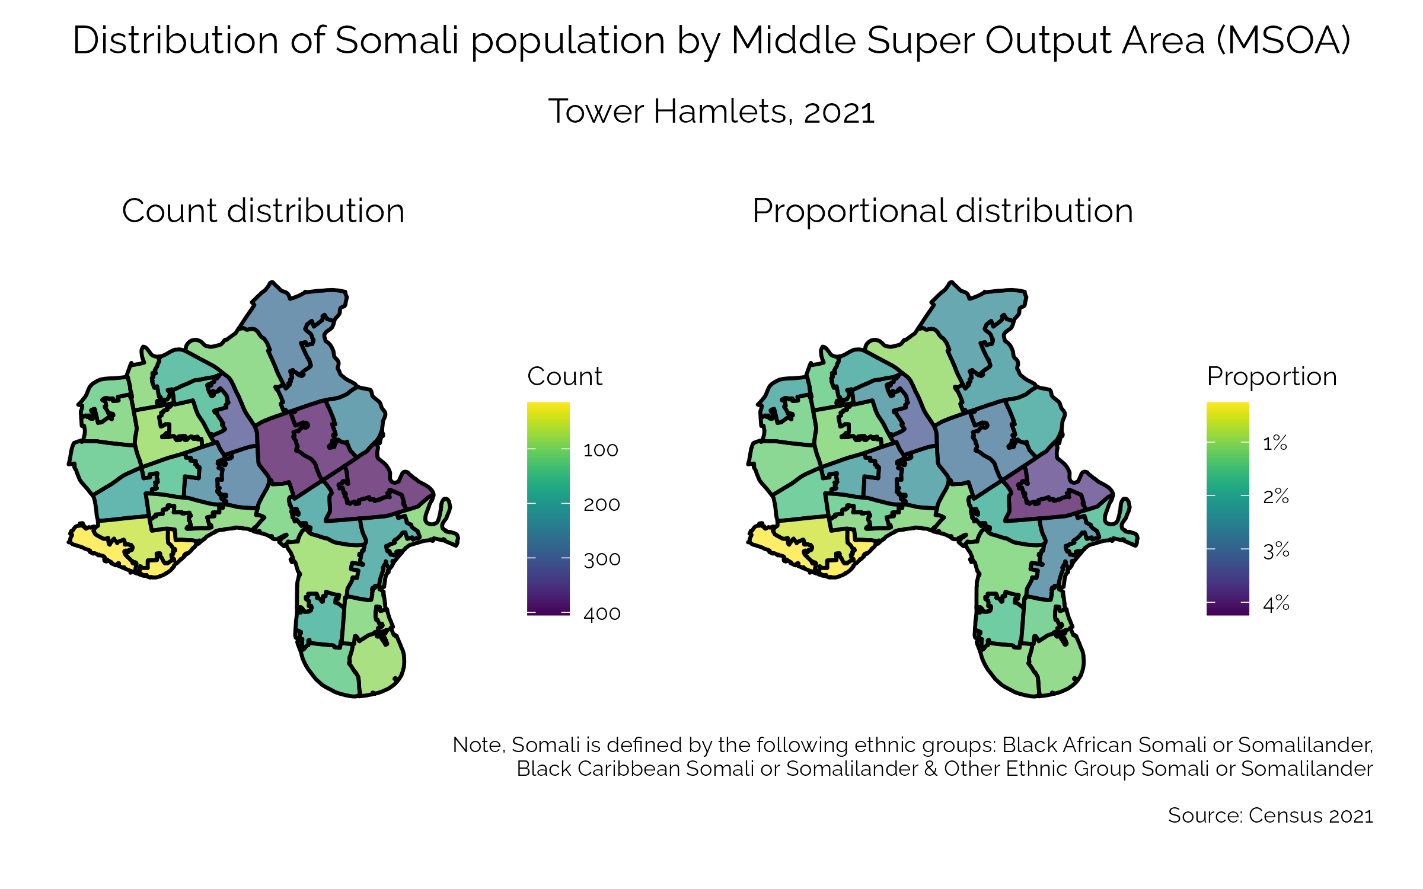 Distribution of Somali population by Middle Super Output Area (MSOA)
Tower Hamlets, 2021
Count distribution
Proportional distribution
Count
100
200
300
400
Proportion
1%
2%
3%
4%
Note, Somali is defined by the following ethnic groups: Black African Somali or Somalilander,
Black Caribbean Somali or Somalilander & Other Ethnic Group Somali or Somalilander
Source: Census 2021